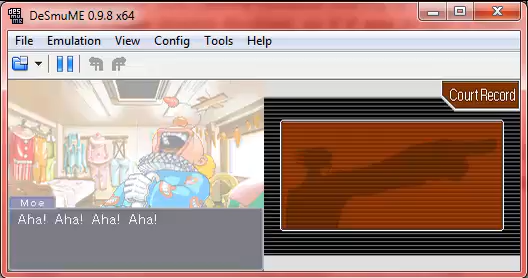 DeSmuME 0.9.8 x64
File Emulation View Config Tools Help
Court Record
Moe
Aha! Aha! Aha! Aha!